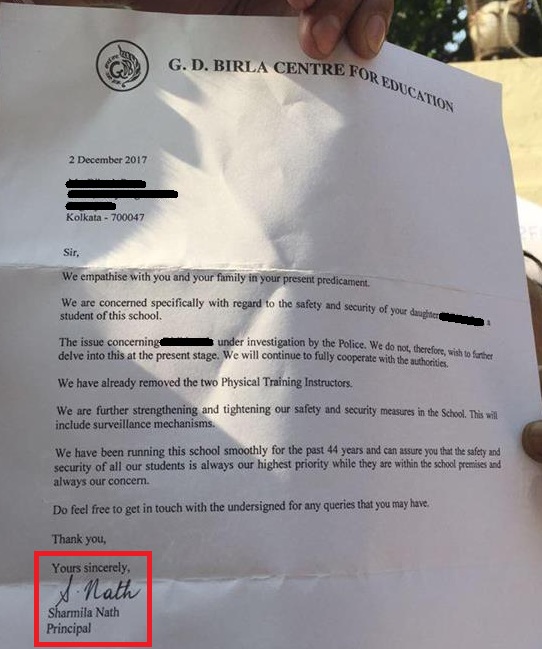 G. D. BIRLA CENTRE FOR EDUCATION
2 December 2017
Kolkata - 700047
Sir,
We empathise with you and your family in your present predicament.
We are concerned specifically with regard to the safety and security of your daughter a
student of this school.
The issue concerning under investigation by the Police. We do not, therefore, wish to further
delve into this at the present stage. We will continue to fully cooperate with the authorities.
We have already removed the two Physical Training Instructors.
We are further strengthening and tightening our safety and security measures in the School. This will
include surveillance mechanisms.
We have been running this school smoothly for the past 44 years and can assure you that the safety and
security of all our students is always our highest priority while they are within the school premises and
always our concern.
Do feel free to get in touch with the undersigned for any queries that you may have.
Thank you,
Yours sincerely,
S. Nath
Sharmila Nath
Principal